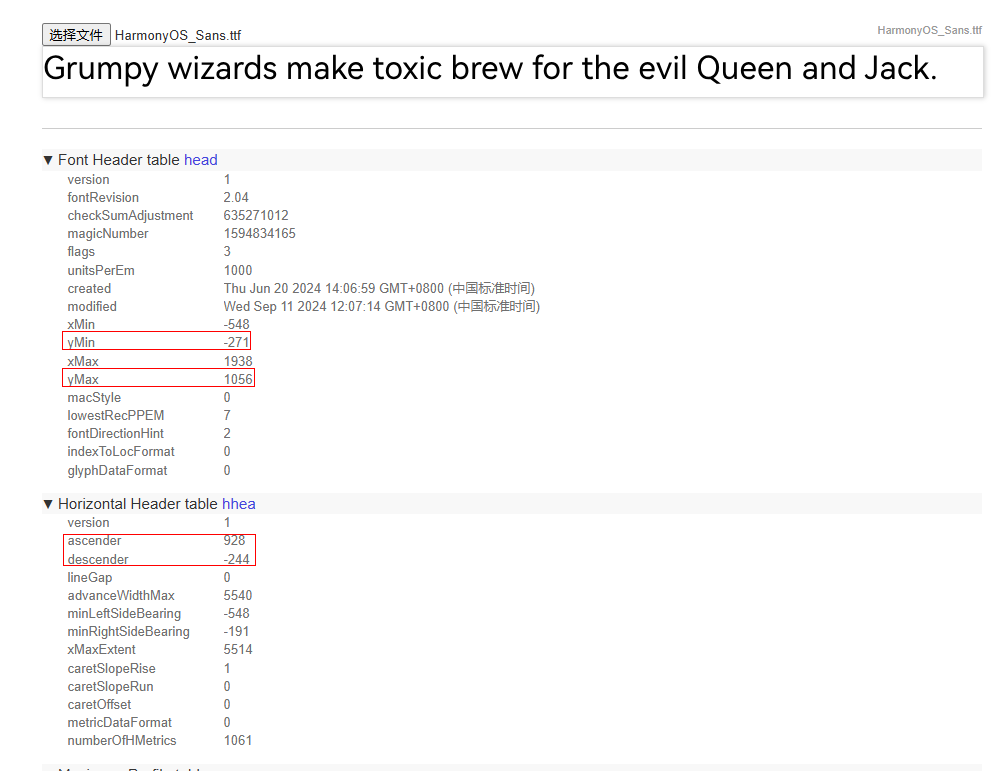 选择文件 HarmonyOS_Sans.ttf
HarmonyOS_Sans.ttf
Grumpy wizards make toxic brew for the evil Queen and Jack.
▼ Font Header table head
version 1
fontRevision 2.04
checkSumAdjustment 635271012
magicNumber 1594834165
flags 3
unitsPerEm 1000
created Thu Jun 20 2024 14:06:59 GMT+0800 (中国标准时间)
modified Wed Sep 11 2024 12:07:14 GMT+0800 (中国标准时间)
xMin -548
yMin -271
xMax 1938
yMax 1056
macStyle 0
lowestRecPPEM 7
fontDirectionHint 2
indexToLocFormat 0
glyphDataFormat 0
▼ Horizontal Header table hhea
version 1
ascender 928
descender -244
lineGap 0
advanceWidthMax 5540
minLeftSideBearing -548
minRightSideBearing -191
xMaxExtent 5514
caretSlopeRise 1
caretSlopeRun 0
caretOffset 0
metricDataFormat 0
numberOfHMetrics 1061